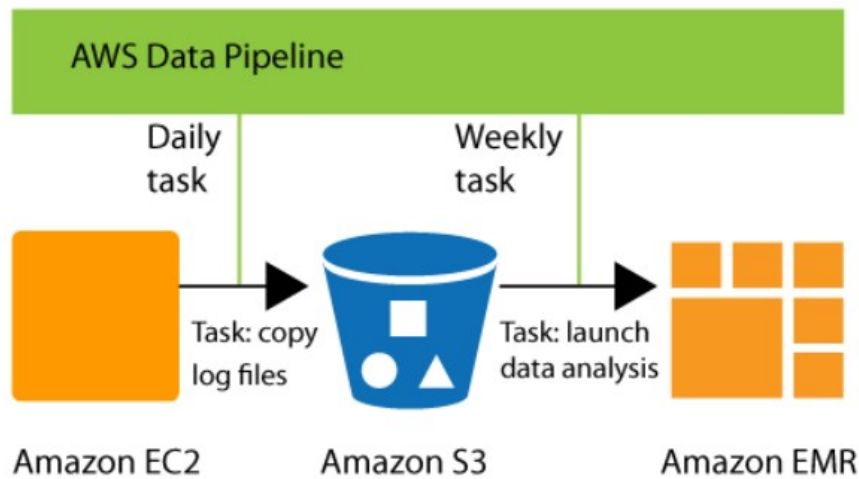 AWS Data Pipeline
Daily
task
Weekly
task
Task: copy
log files
Task: launch
data analysis
Amazon EC2
Amazon S3
Amazon EMR